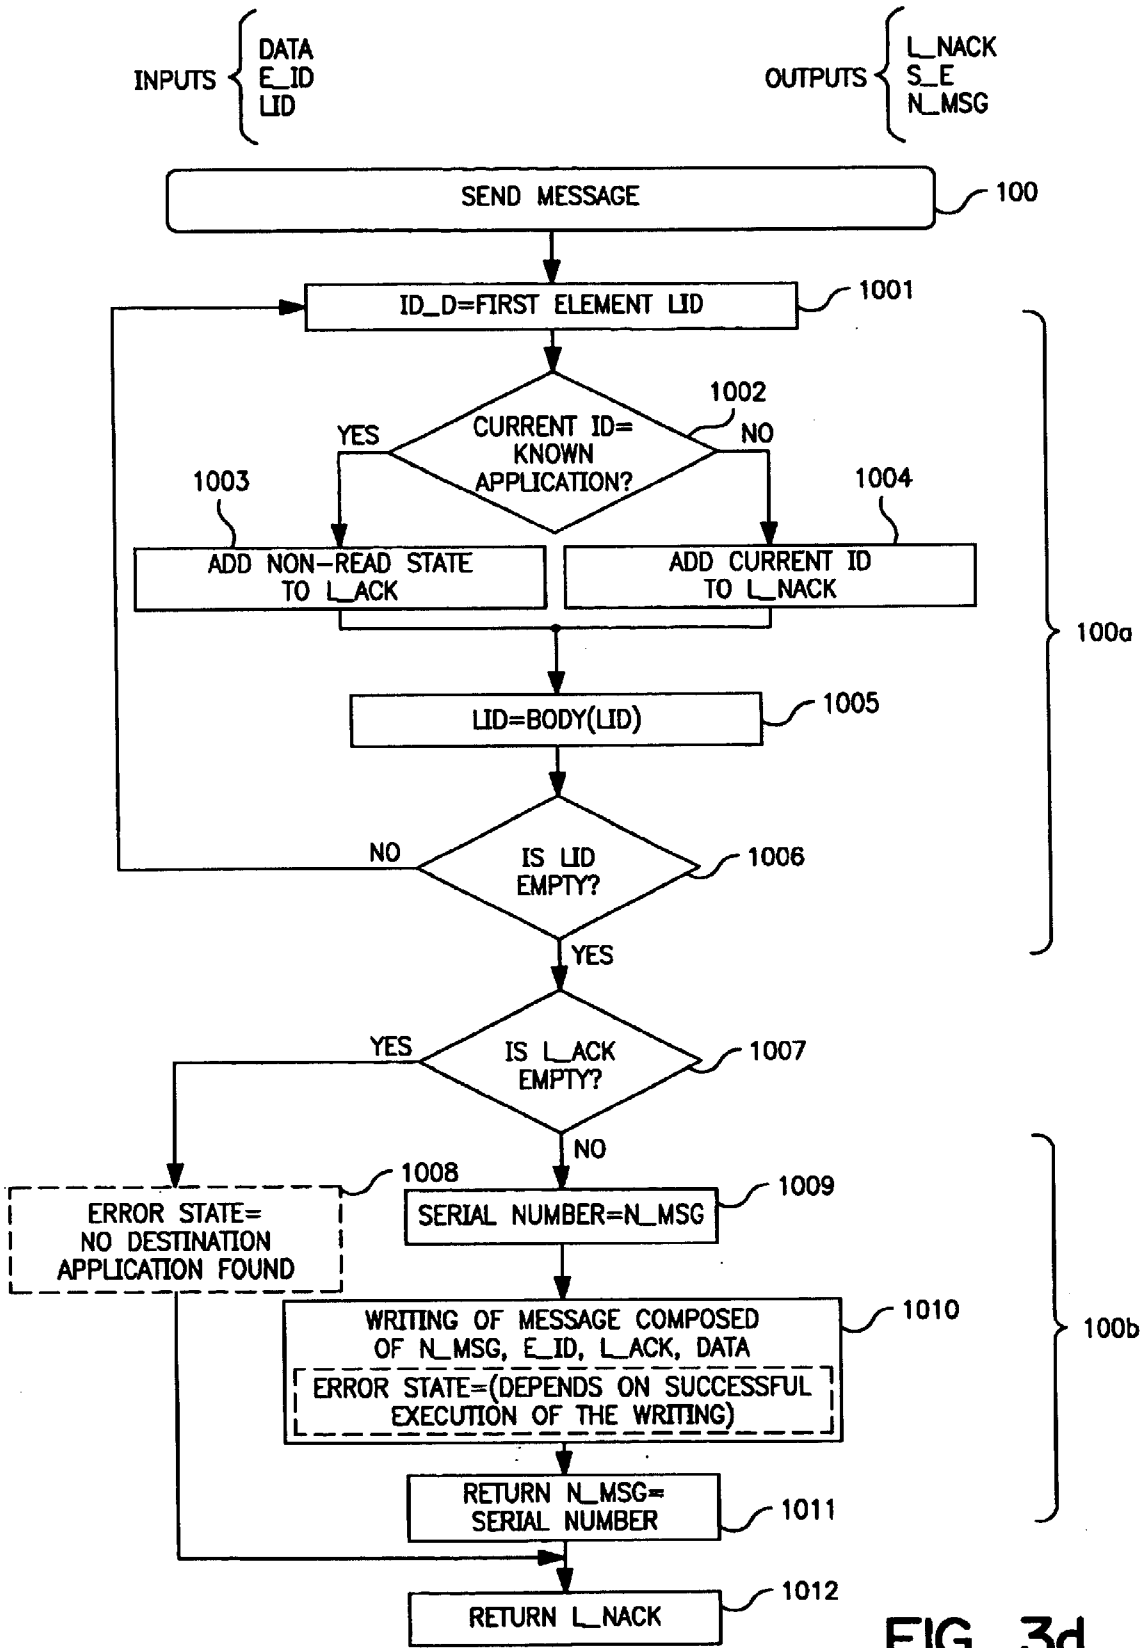 INPUTS
DATA
E_ID
LID
OUTPUTS
L_NACK
S_E
N_MSG
SEND MESSAGE
100
ID_D=FIRST ELEMENT LID
1001
CURRENT ID=
KNOWN
APPLICATION?
1002
YES
NO
1003
1004
ADD NON-READ STATE
TO L_ACK
ADD CURRENT ID
TO L_NACK
100a
LID=BODY(LID)
1005
NO
IS LID
EMPTY?
1006
YES
YES
IS L_ACK
EMPTY?
1007
NO
1008
ERROR STATE=
NO DESTINATION
APPLICATION FOUND
SERIAL NUMBER=N_MSG
1009
WRITING OF MESSAGE COMPOSED
OF N_MSG, E_ID, L_ACK, DATA
ERROR STATE=(DEPENDS ON SUCCESSFUL
EXECUTION OF THE WRITING)
1010
100b
RETURN N_MSG=
SERIAL NUMBER
1011
RETURN L_NACK
1012
FIG. 3d